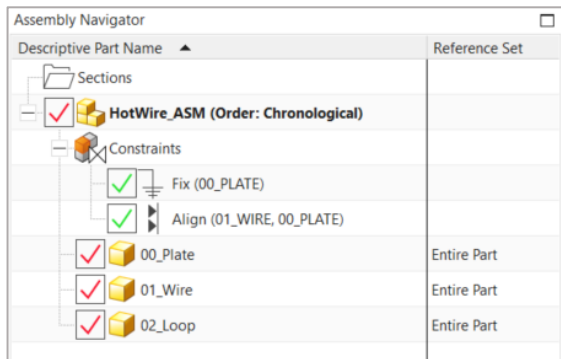 Assembly Navigator
Descriptive Part Name Reference Set
Sections
HotWire_ASM (Order: Chronological)
Constraints
Fix (00_PLATE)
Align (01_WIRE, 00_PLATE)
00_Plate Entire Part
01_Wire Entire Part
02_Loop Entire Part